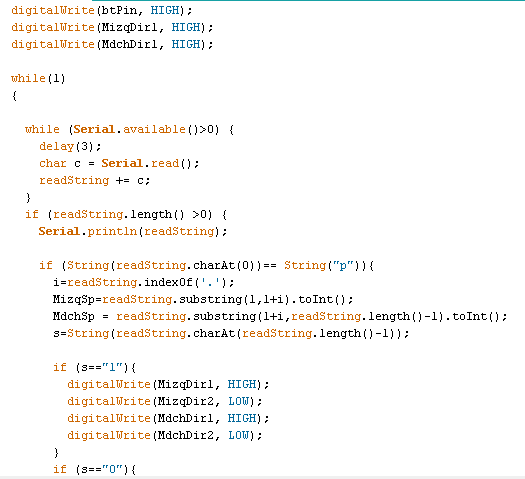 digitalWrite(btPin, HIGH);
digitalWrite(MizqDir1, HIGH);
digitalWrite(MdchDir1, HIGH);
while(1)
{
while (Serial.available()>0) {
delay(3);
char c = Serial.read();
readString += c;
}
if (readString.length() >0) {
Serial.println(readString);
if (String(readString.charAt(0))== String("p")){
i=readString.indexOf('.');
MizqSp=readString.substring(1,1+i).toInt();
MdchSp = readString.substring(1+i,readString.length()-1).toInt();
s=String(readString.charAt(readString.length()-1));
if (s=="1"){
digitalWrite(MizqDir1, HIGH);
digitalWrite(MizqDir2, LOW);
digitalWrite(MdchDir1, HIGH);
digitalWrite(MdchDir2, LOW);
}
if (s=="0"){